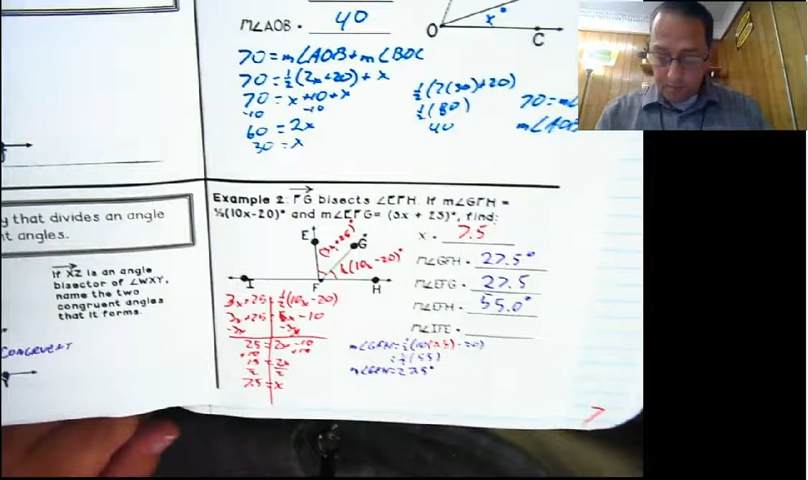 m∠AOB = 40
70 = m∠AOB + m∠BOC
70 = ½(2x+20) + x
70 = x+10+x
-10 -10
60 = 2x
30 = x
½(2(30)+20)
½(80)
40
70 = m∠
m∠AOB
O
x°
C
y that divides an angle
nt angles.
If XZ is an angle
bisector of ∠WXY,
name the two
congruent angles
that it forms.
CONGRUENT
Example 2: FG bisects ∠EFH. If m∠GFH =
½(10x-20)° and m∠EFG= (3x + 25)°, find:
x = 7.5
m∠GFH = 27.5°
m∠EFG = 27.5
m∠EFH = 55.0°
m∠IFE =
E
(3x+25)°
G
½(10x-20)°
I
F
H
3x+25 = ½(10x-20)
3x+25 = 5x-10
-3x -3x
25 = 2x-10
+10 +10
15 = 2x
2 2
7.5 = x
m∠GFH = ½(10(7.5)-20)
= ½(55)
m∠GFH = 27.5°
7